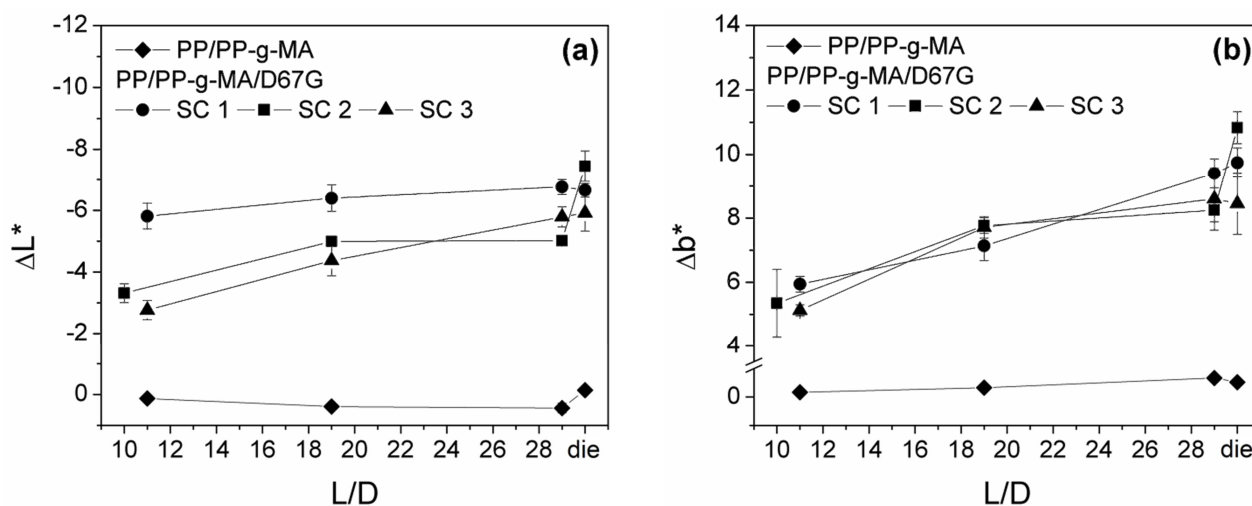 (a)
PP/PP-g-MA
PP/PP-g-MA/D67G
SC 1 SC 2 SC 3
-12
-10
-8
-6
-4
-2
0
ΔL*
10 12 14 16 18 20 22 24 26 28 die
L/D
(b)
PP/PP-g-MA
PP/PP-g-MA/D67G
SC 1 SC 2 SC 3
14
12
10
8
6
4
0
Δb*
10 12 14 16 18 20 22 24 26 28 die
L/D